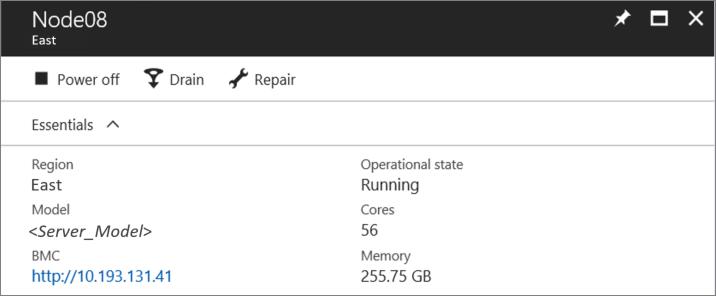 Node08
East
Power off Drain Repair
Essentials
Region Operational state
East Running
Model Cores
<Server_Model> 56
BMC Memory
http://10.193.131.41 255.75 GB